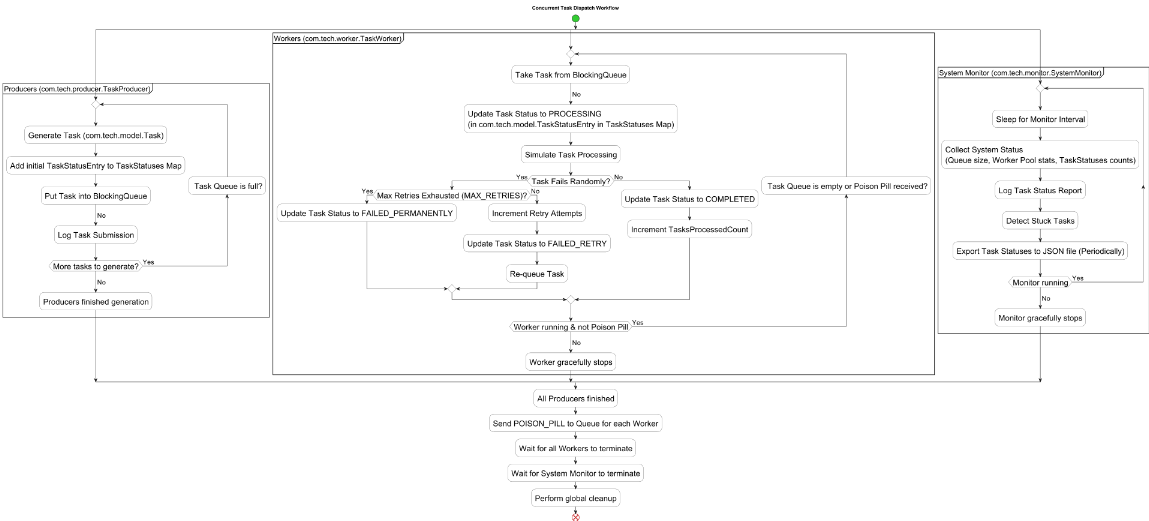 Concurrent Task Dispatch Workflow
Producers (com.tech.producer.TaskProducer)
Generate Task (com.tech.model.Task)
Add initial TaskStatusEntry to TaskStatuses Map
Put Task into BlockingQueue
No
Log Task Submission
More tasks to generate?
Yes
Task Queue is full?
No
Producers finished generation
Workers (com.tech.worker.TaskWorker)
Take Task from BlockingQueue
No
Update Task Status to PROCESSING
(in com.tech.model.TaskStatusEntry in TaskStatuses Map)
Simulate Task Processing
Yes
Task Fails Randomly?
No
Yes
Max Retries Exhausted (MAX_RETRIES)?
No
Update Task Status to FAILED_PERMANENTLY
Increment Retry Attempts
Update Task Status to FAILED_RETRY
Re-queue Task
Update Task Status to COMPLETED
Increment TasksProcessedCount
Task Queue is empty or Poison Pill received?
Worker running & not Poison Pill
Yes
No
Worker gracefully stops
System Monitor (com.tech.monitor.SystemMonitor)
Sleep for Monitor Interval
Collect System Status
(Queue size, Worker Pool stats, TaskStatuses counts)
Log Task Status Report
Detect Stuck Tasks
Export Task Statuses to JSON file (Periodically)
Monitor running
Yes
No
Monitor gracefully stops
All Producers finished
Send POISON_PILL to Queue for each Worker
Wait for all Workers to terminate
Wait for System Monitor to terminate
Perform global cleanup